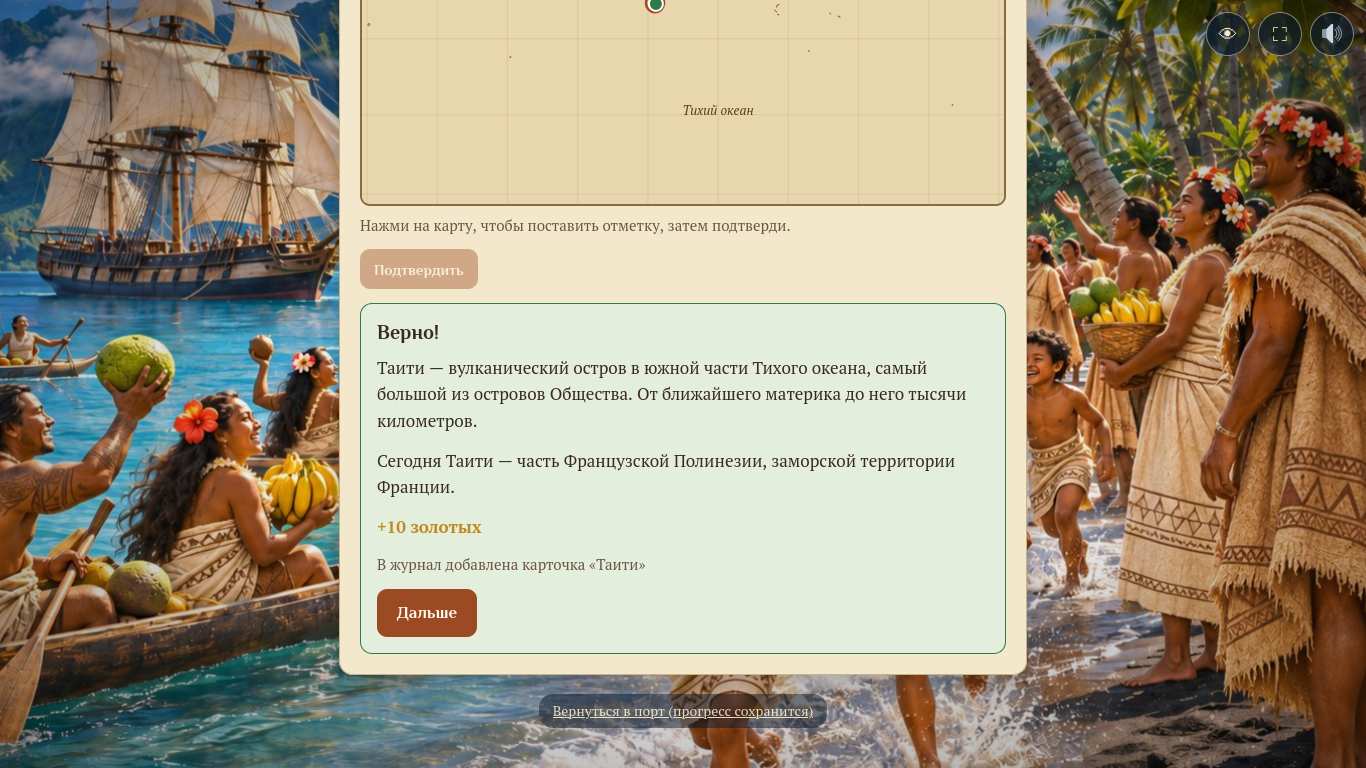 Тихий океан
Нажми на карту, чтобы поставить отметку, затем подтверди.
Подтвердить
Верно!
Таити — вулканический остров в южной части Тихого океана, самый
большой из островов Общества. От ближайшего материка до него тысячи
километров.
Сегодня Таити — часть Французской Полинезии, заморской территории
Франции.
+10 золотых
В журнал добавлена карточка «Таити»
Дальше
Вернуться в порт (прогресс сохранится)